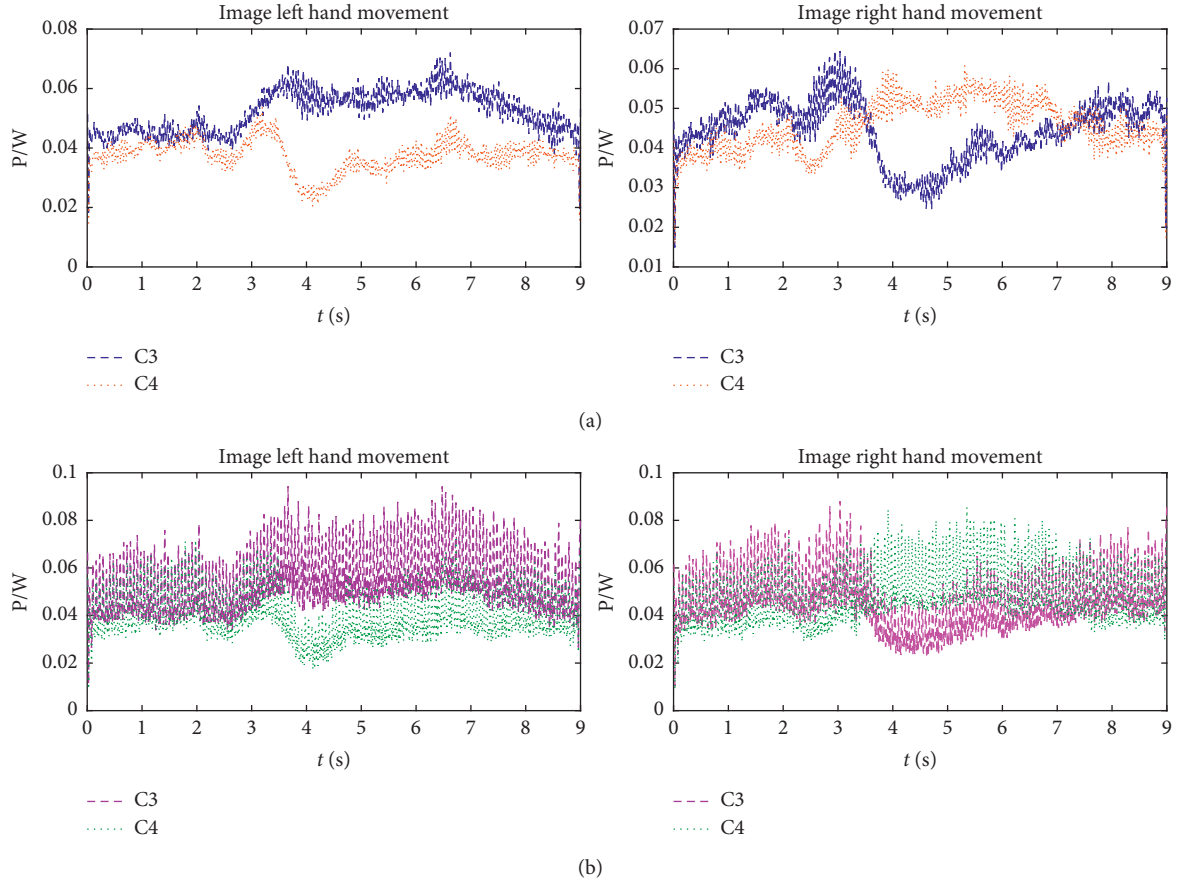 Image left hand movement
P/W
0.08
0.06
0.04
0.02
0
0 1 2 3 4 5 6 7 8 9
t (s)
C3
C4
Image right hand movement
P/W
0.07
0.06
0.05
0.04
0.03
0.02
0.01
0 1 2 3 4 5 6 7 8 9
t (s)
C3
C4
(a)
Image left hand movement
P/W
0.1
0.08
0.06
0.04
0.02
0
0 1 2 3 4 5 6 7 8 9
t (s)
C3
C4
Image right hand movement
P/W
0.1
0.08
0.06
0.04
0.02
0
0 1 2 3 4 5 6 7 8 9
t (s)
C3
C4
(b)